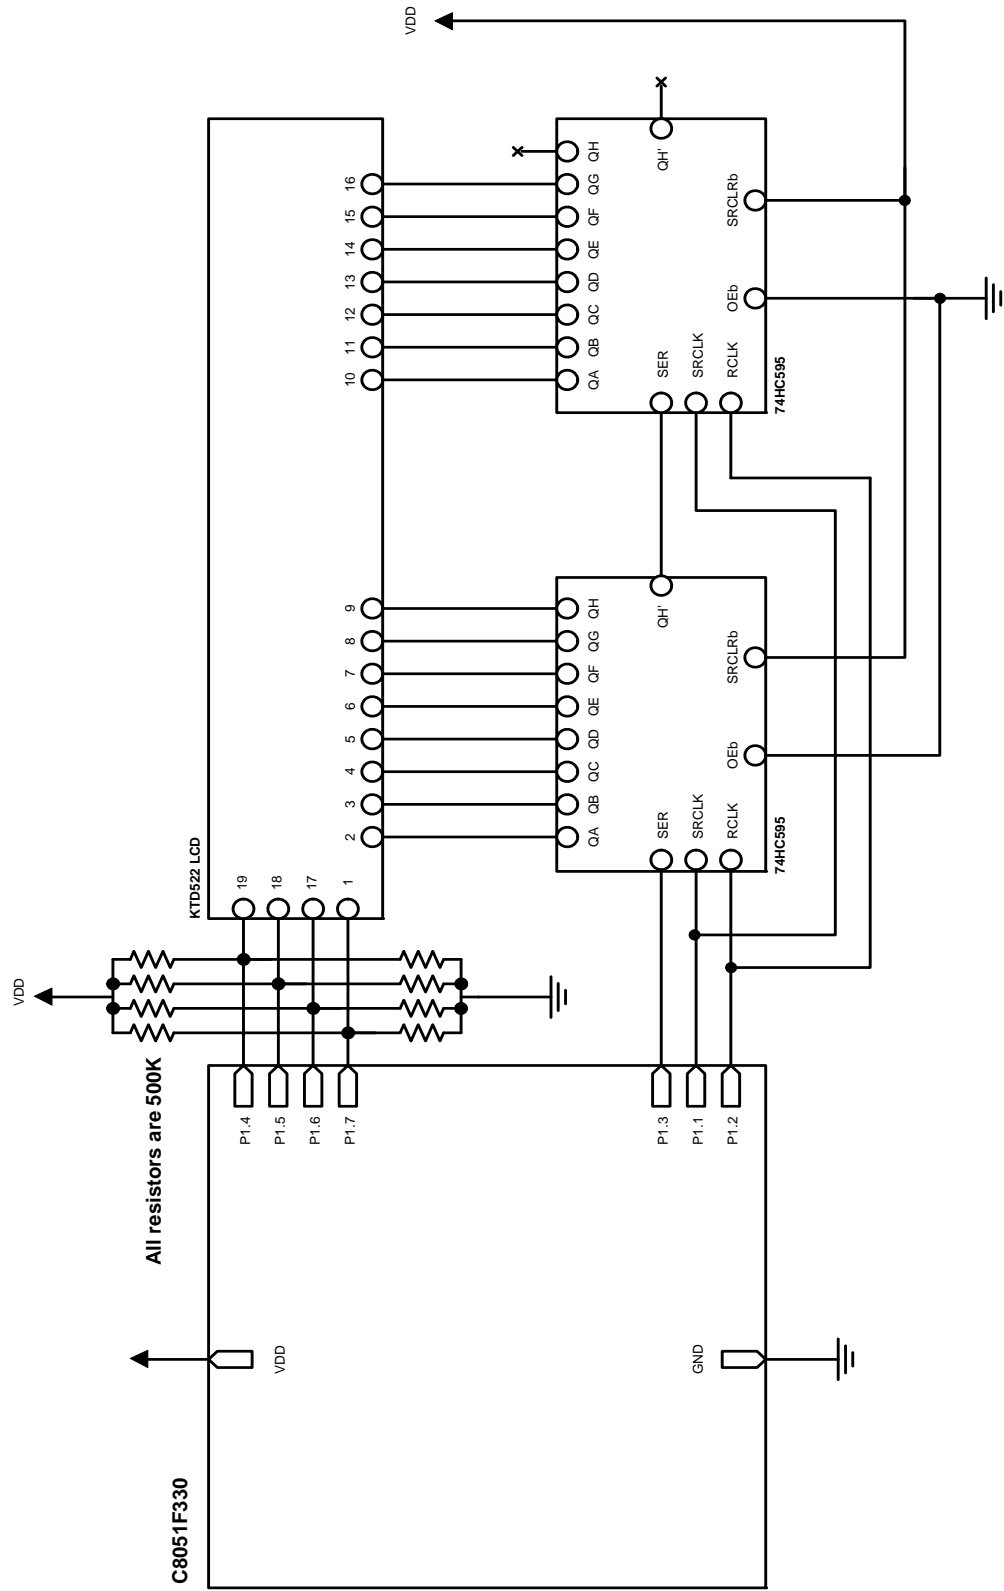 C8051F330
VDD
GND
All resistors are 500K
P1.4
P1.5
P1.6
P1.7
P1.3
P1.1
P1.2
VDD
KTD522 LCD
19
18
17
1
2
3
4
5
6
7
8
9
10
11
12
13
14
15
16
QA
QB
QC
QD
QE
QF
QG
QH
SER
SRCLK
RCLK
QH'
OEb
SRCLRb
74HC595
QA
QB
QC
QD
QE
QF
QG
QH
SER
SRCLK
RCLK
QH'
OEb
SRCLRb
74HC595
VDD